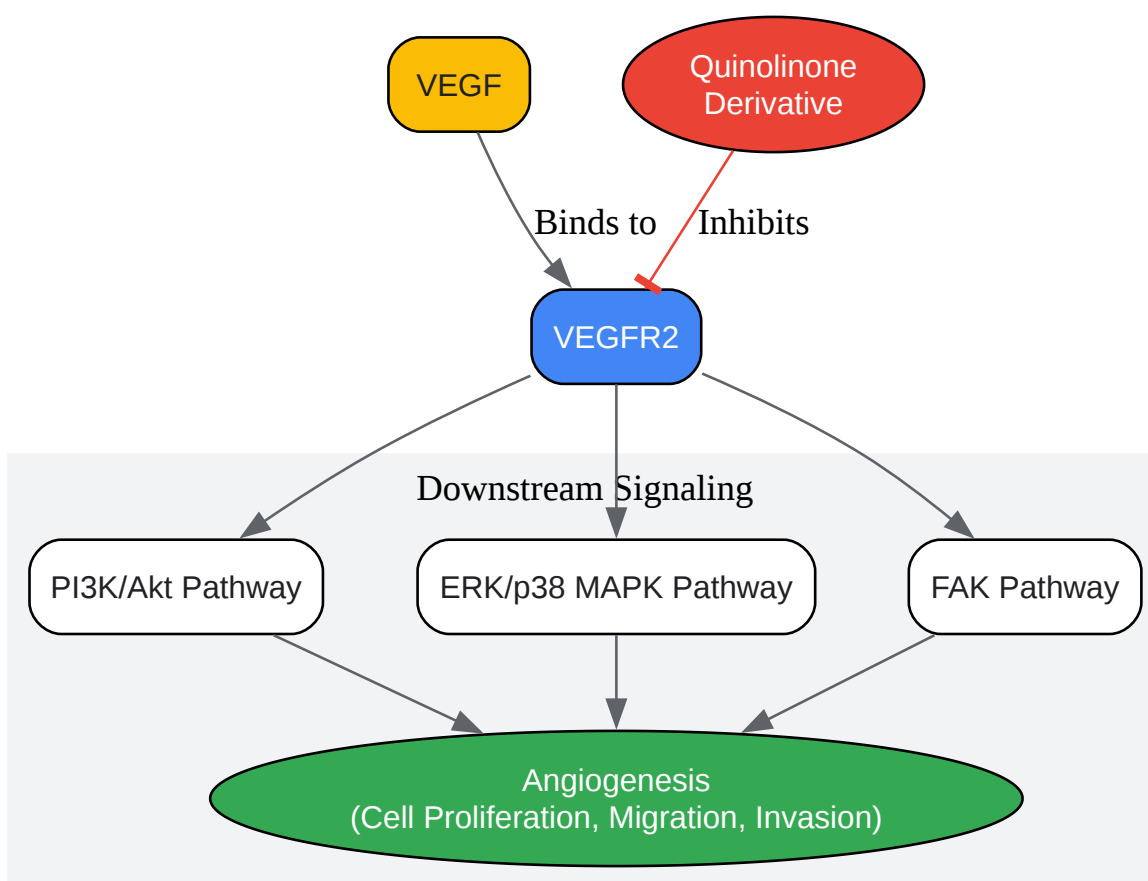 VEGF
Quinolinone
Derivative
Binds to
Inhibits
VEGFR2
Downstream Signaling
PI3K/Akt Pathway
ERK/p38 MAPK Pathway
FAK Pathway
Angiogenesis
(Cell Proliferation, Migration, Invasion)